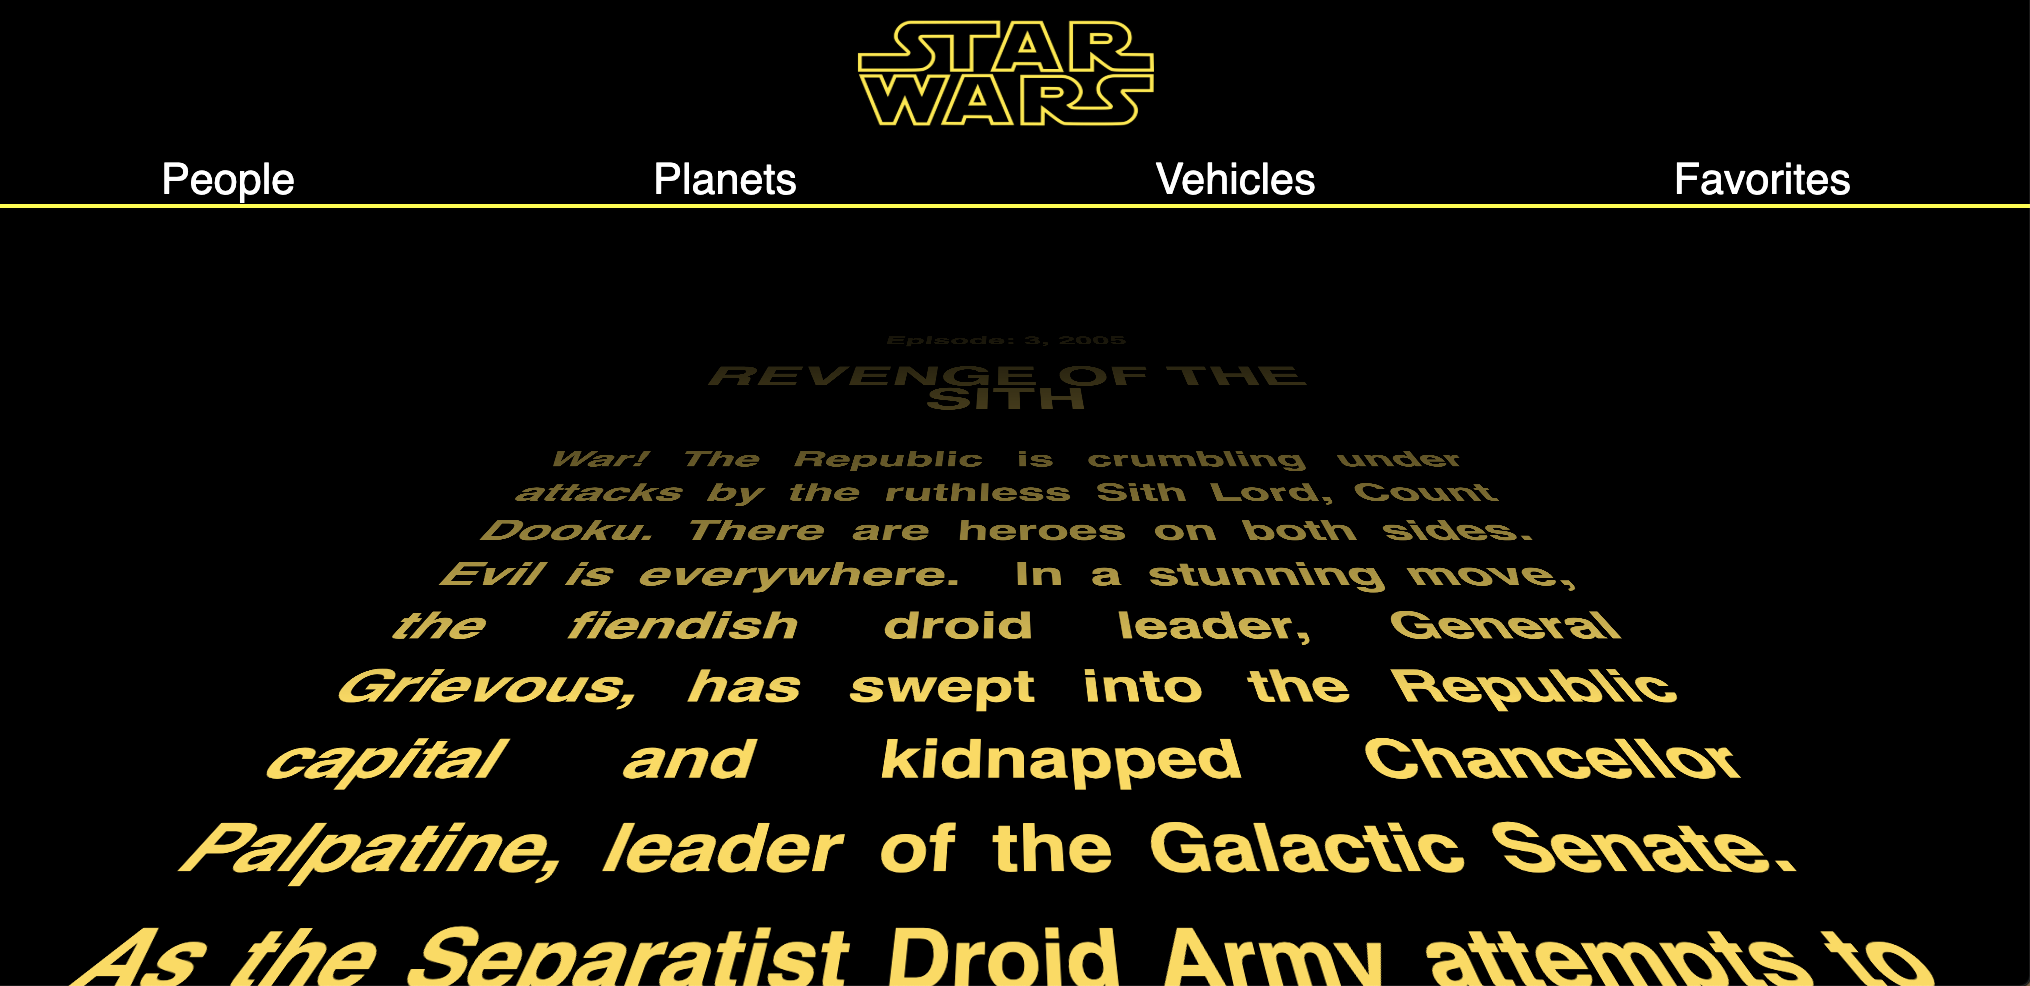 STAR
WARS
People Planets Vehicles Favorites
Episode: 3, 2005
REVENGE OF THE
SITH
War! The Republic is crumbling under
attacks by the ruthless Sith Lord, Count
Dooku. There are heroes on both sides.
Evil is everywhere. In a stunning move,
the fiendish droid leader, General
Grievous, has swept into the Republic
capital and kidnapped Chancellor
Palpatine, leader of the Galactic Senate.
As the Separatist Droid Army attempts to